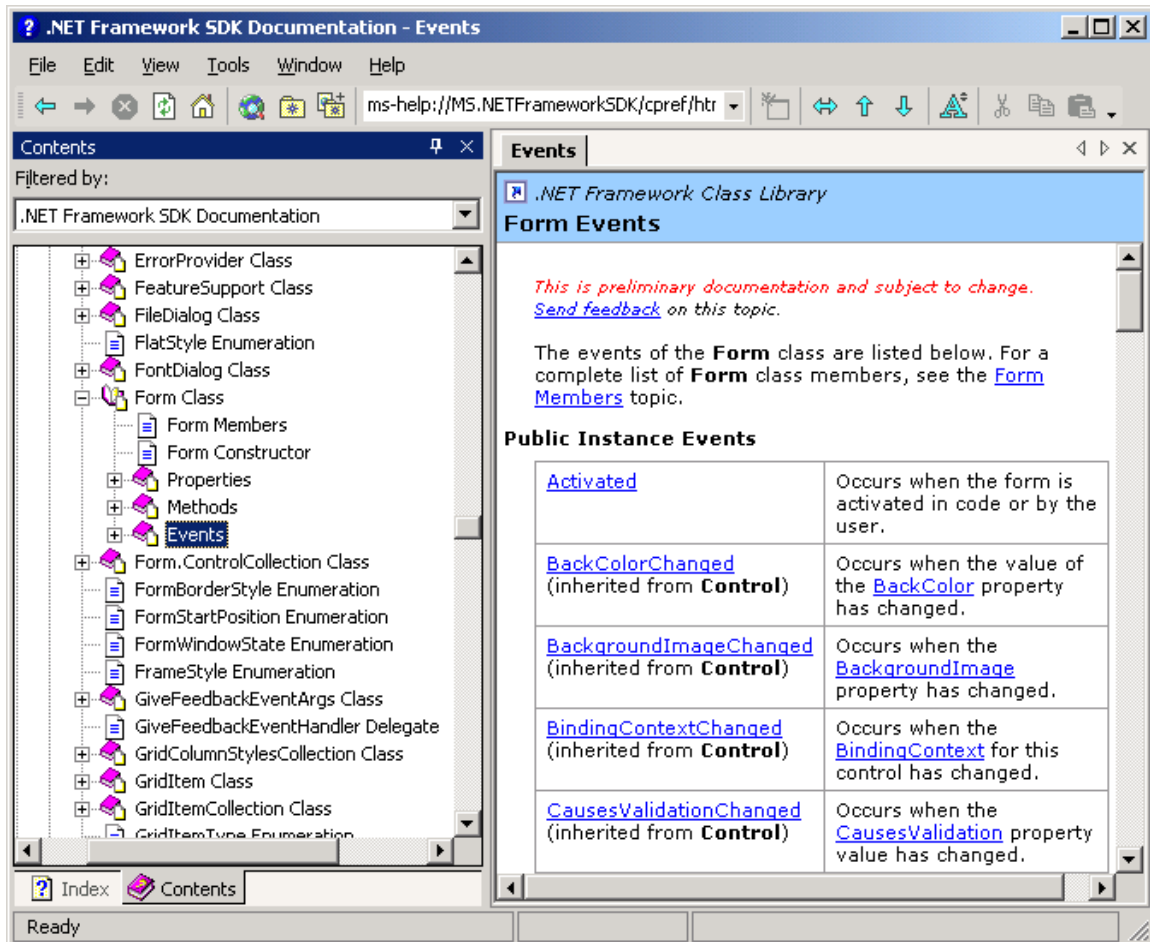 .NET Framework SDK Documentation - Events
File Edit View Tools Window Help
ms-help://MS.NETFrameworkSDK/cpref/htr
Contents
Filtered by:
.NET Framework SDK Documentation
ErrorProvider Class
FeatureSupport Class
FileDialog Class
FlatStyle Enumeration
FontDialog Class
Form Class
Form Members
Form Constructor
Properties
Methods
Events
Form.ControlCollection Class
FormBorderStyle Enumeration
FormStartPosition Enumeration
FormWindowState Enumeration
FrameStyle Enumeration
GiveFeedbackEventArgs Class
GiveFeedbackEventHandler Delegate
GridColumnStylesCollection Class
GridItem Class
GridItemCollection Class
GridItemType Enumeration
Index Contents
Events
.NET Framework Class Library
Form Events
This is preliminary documentation and subject to change.
Send feedback on this topic.
The events of the Form class are listed below. For a
complete list of Form class members, see the Form
Members topic.
Public Instance Events
Activated
Occurs when the form is
activated in code or by the
user.
BackColorChanged
(inherited from Control)
Occurs when the value of
the BackColor property
has changed.
BackgroundImageChanged
(inherited from Control)
Occurs when the
BackgroundImage
property has changed.
BindingContextChanged
(inherited from Control)
Occurs when the
BindingContext for this
control has changed.
CausesValidationChanged
(inherited from Control)
Occurs when the
CausesValidation property
value has changed.
Ready